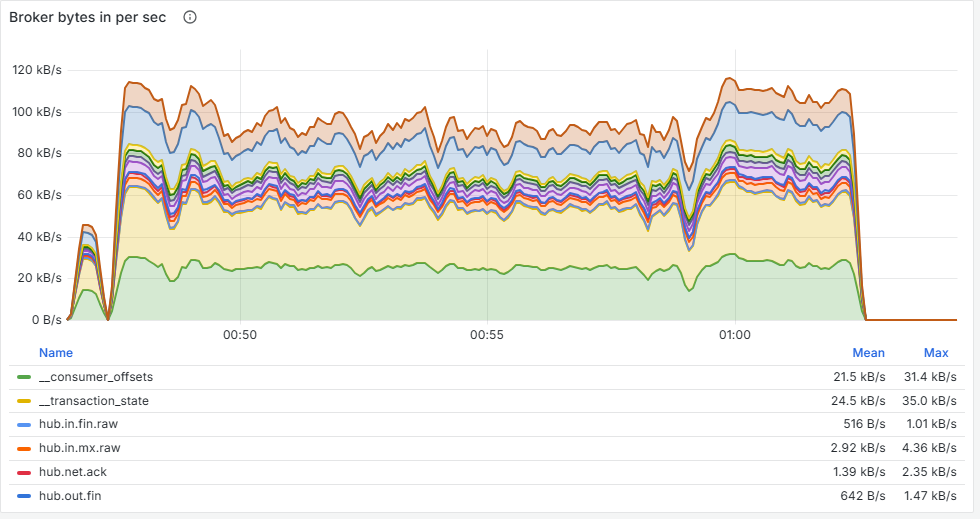 Broker bytes in per sec
120 kB/s
100 kB/s
80 kB/s
60 kB/s
40 kB/s
20 kB/s
0 B/s
00:50 00:55 01:00
Name Mean Max
__consumer_offsets 21.5 kB/s 31.4 kB/s
__transaction_state 24.5 kB/s 35.0 kB/s
hub.in.fin.raw 516 B/s 1.01 kB/s
hub.in.mx.raw 2.92 kB/s 4.36 kB/s
hub.net.ack 1.39 kB/s 2.35 kB/s
hub.out.fin 642 B/s 1.47 kB/s